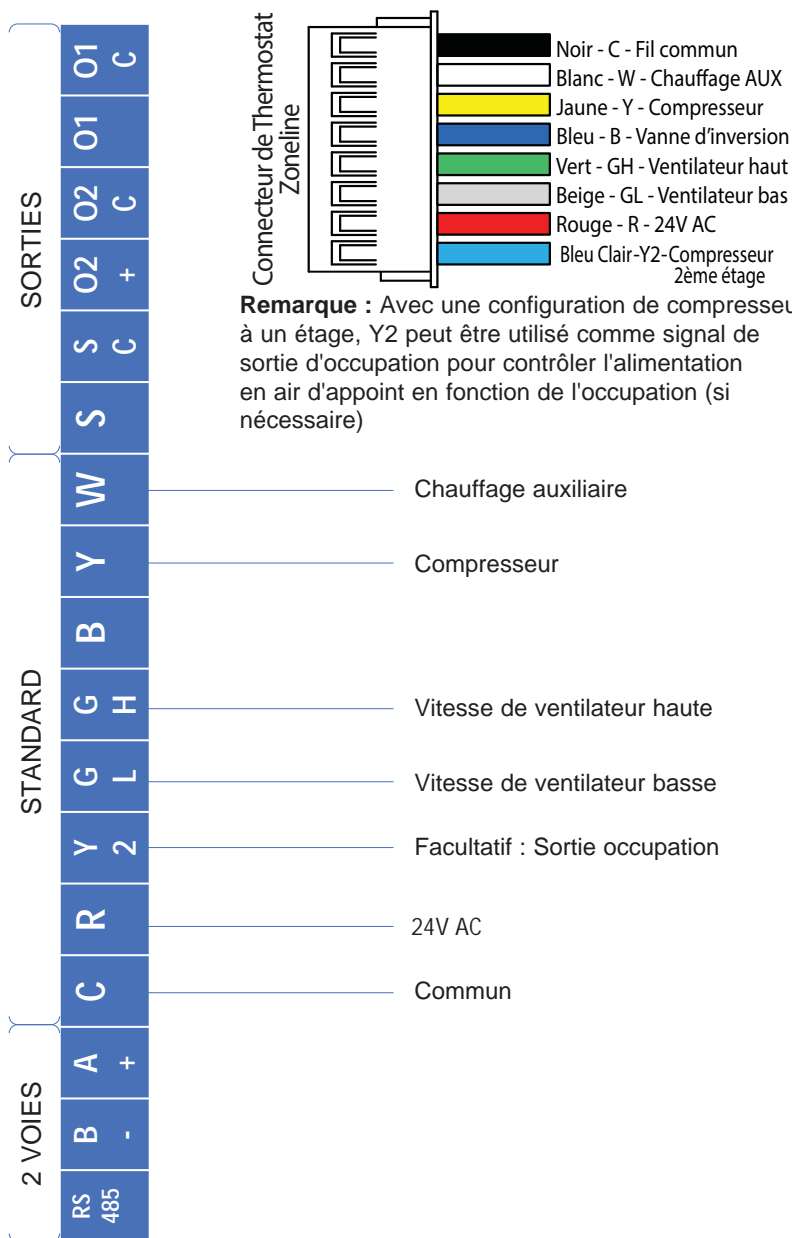 Connecteur de Thermostat
Zoneline
Noir - C - Fil commun
Blanc - W - Chauffage AUX
Jaune - Y - Compresseur
Bleu - B - Vanne d'inversion
Vert - GH - Ventilateur haut
Beige - GL - Ventilateur bas
Rouge - R - 24V AC
Bleu Clair-Y2-Compresseur
2ème étage
Remarque : Avec une configuration de compresseu
à un étage, Y2 peut être utilisé comme signal de
sortie d'occupation pour contrôler l'alimentation
en air d'appoint en fonction de l'occupation (si
nécessaire)
SORTIES
O1 C
O1
O2 C
O2 +
S C
S
STANDARD
W
Chauffage auxiliaire
Y
Compresseur
B
G H
Vitesse de ventilateur haute
G L
Vitesse de ventilateur basse
Y 2
Facultatif : Sortie occupation
R
24V AC
C
Commun
2 VOIES
A +
B -
RS
485